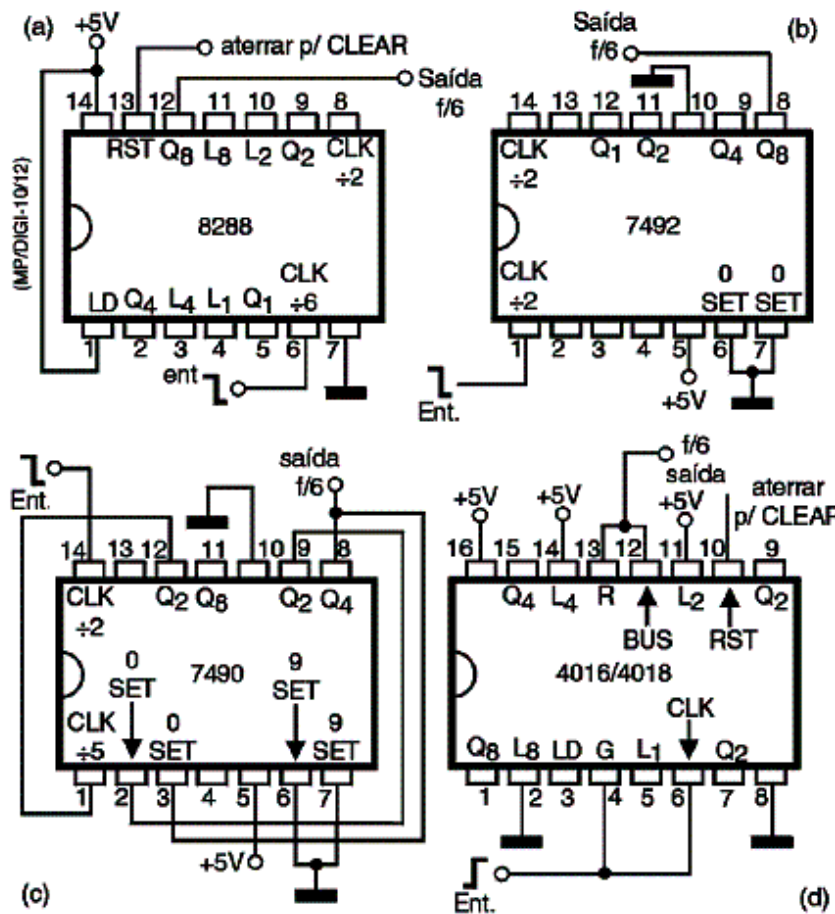 (a)
+5V
aterrar p/ CLEAR
Saída
f/6
14 13 12 11 10 9 8
RST Q8 L8 L2 Q2 CLK
÷2
(MP/DIGI-10/12)
8288
CLK
LD Q4 L4 L1 Q1 ÷6
1 2 3 4 5 6 7
ent
(b)
Saída
f/6
14 13 12 11 10 9 8
CLK Q1 Q2 Q4 Q8
÷2
7492
CLK 0 0
÷2 SET SET
1 2 3 4 5 6 7
Ent.
+5V
Ent.
saída
f/6
14 13 12 11 10 9 8
CLK Q2 Q8 Q2 Q4
÷2
0 9
SET 7490 SET
CLK 0 9
÷5 SET SET
1 2 3 4 5 6 7
+5V
(c)
f/6
saída
+5V +5V +5V aterrar
p/ CLEAR
16 15 14 13 12 11 10 9
Q4 L4 R L2 Q2
BUS RST
4016/4018
CLK
Q8 L8 LD G L1 Q2
1 2 3 4 5 6 7 8
Ent.
(d)